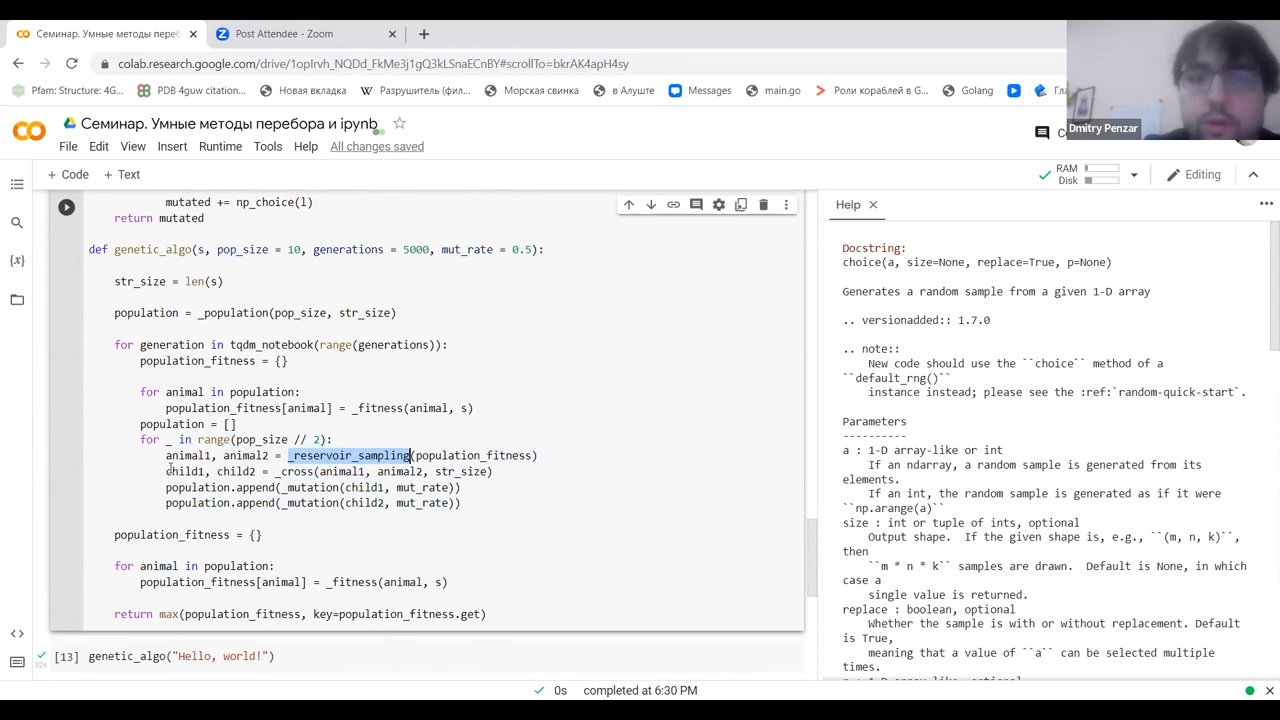 Семинар. Умные методы переб
Post Attendee - Zoom
colab.research.google.com/drive/1opIrvh_NQDd_FkMe3j1gQ3kLSnaECnBY#scrollTo=bkrAK4apH4sy
Pfam: Structure: 4G...
PDB 4guw citation...
Новая вкладка
Разрушитель (фил...
Морская свинка
в Алуште
Messages
main.go
Роли кораблей в G...
Golang
Dmitry Penzar
Семинар. Умные методы перебора и ipynb
File Edit View Insert Runtime Tools Help All changes saved
+ Code + Text
RAM
Disk
Editing
mutated += np_choice(l)
return mutated
def genetic_algo(s, pop_size = 10, generations = 5000, mut_rate = 0.5):
str_size = len(s)
population = _population(pop_size, str_size)
for generation in tqdm_notebook(range(generations)):
population_fitness = {}
for animal in population:
population_fitness[animal] = _fitness(animal, s)
population = []
for _ in range(pop_size // 2):
animal1, animal2 = _reservoir_sampling(population_fitness)
child1, child2 = _cross(animal1, animal2, str_size)
population.append(_mutation(child1, mut_rate))
population.append(_mutation(child2, mut_rate))
population_fitness = {}
for animal in population:
population_fitness[animal] = _fitness(animal, s)
return max(population_fitness, key=population_fitness.get)
[13] genetic_algo("Hello, world!")
32s
Help
Docstring:
choice(a, size=None, replace=True, p=None)
Generates a random sample from a given 1-D array
.. versionadded:: 1.7.0
.. note::
New code should use the ``choice`` method of a
``default_rng()``
instance instead; please see the :ref:`random-quick-start`.
Parameters
----------
a : 1-D array-like or int
If an ndarray, a random sample is generated from its
elements.
If an int, the random sample is generated as if it were
``np.arange(a)``
size : int or tuple of ints, optional
Output shape. If the given shape is, e.g., ``(m, n, k)``,
then
``m * n * k`` samples are drawn. Default is None, in which
case a
single value is returned.
replace : boolean, optional
Whether the sample is with or without replacement. Default
is True,
meaning that a value of ``a`` can be selected multiple
times.
0s completed at 6:30 PM